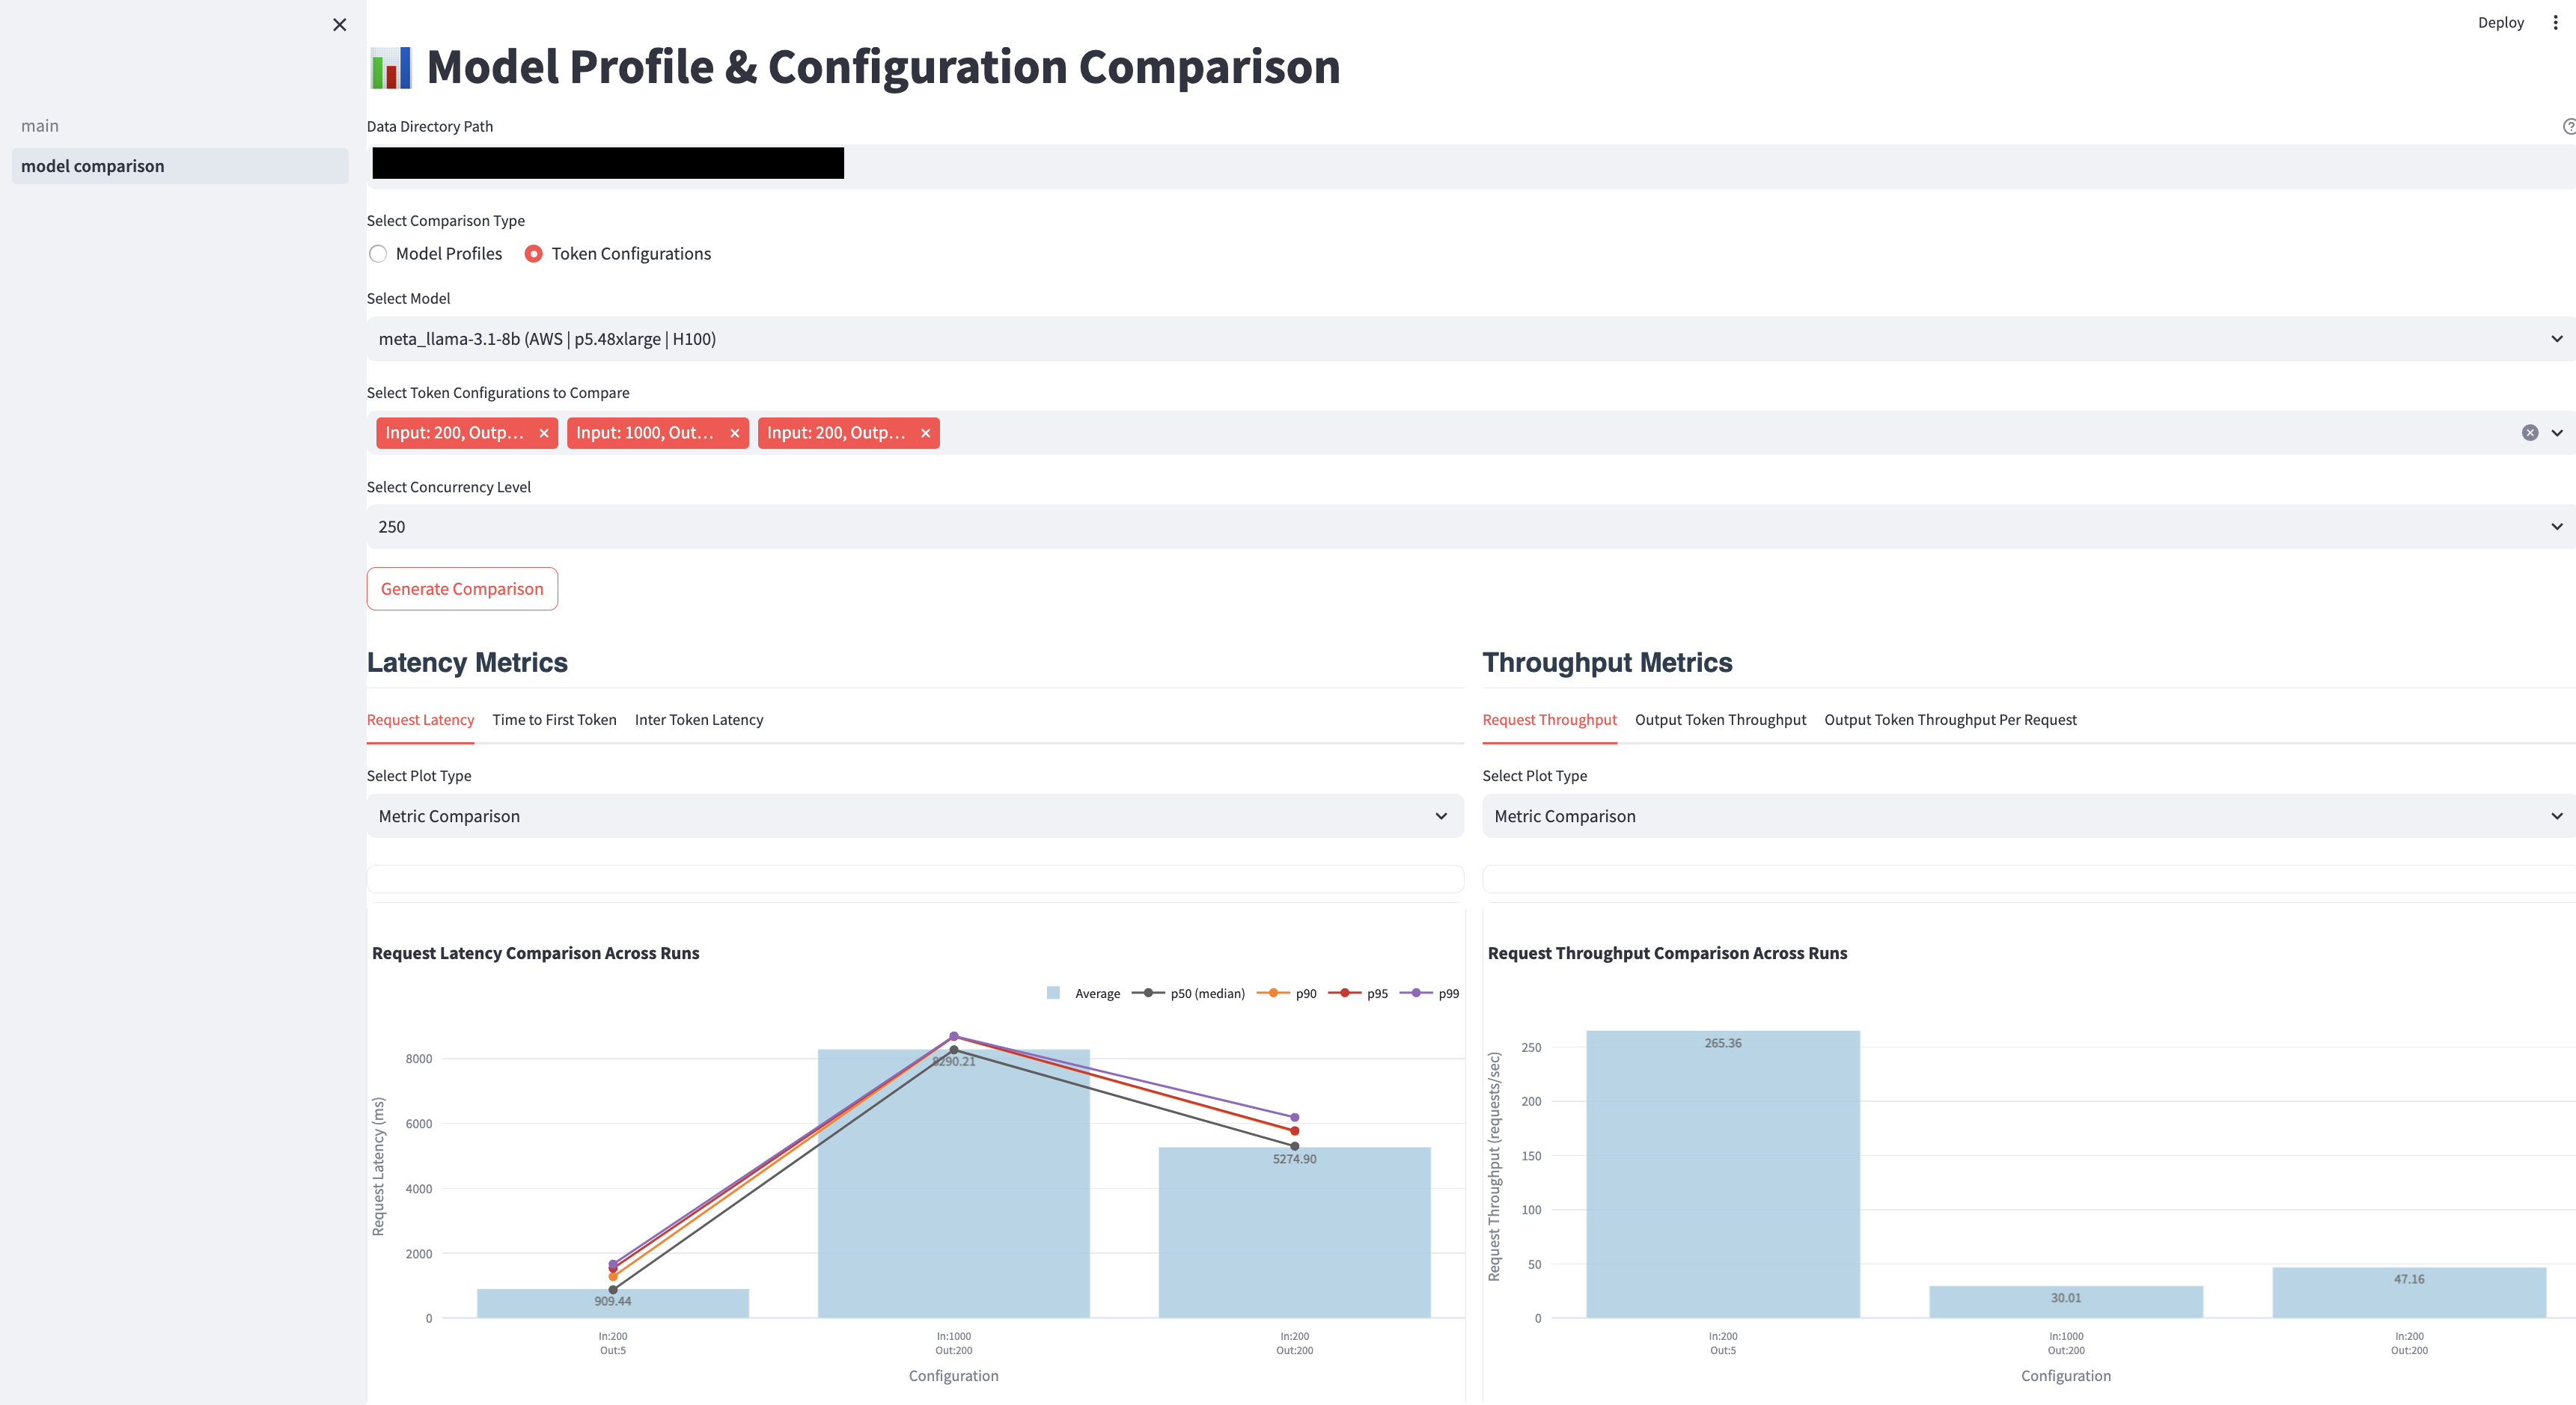 Deploy
Model Profile & Configuration Comparison
main
model comparison
Data Directory Path
Select Comparison Type
Model Profiles
Token Configurations
Select Model
meta_llama-3.1-8b (AWS | p5.48xlarge | H100)
Select Token Configurations to Compare
Input: 200, Outp... Input: 1000, Out... Input: 200, Outp...
Select Concurrency Level
250
Generate Comparison
Latency Metrics
Request Latency Time to First Token Inter Token Latency
Select Plot Type
Metric Comparison
Request Latency Comparison Across Runs
Average p50 (median) p90 p95 p99
Request Latency (ms)
8000
6000
4000
2000
0
909.44
8290.21
5274.90
In:200
Out:5
In:1000
Out:200
In:200
Out:200
Configuration
Throughput Metrics
Request Throughput Output Token Throughput Output Token Throughput Per Request
Select Plot Type
Metric Comparison
Request Throughput Comparison Across Runs
Request Throughput (requests/sec)
250
200
150
100
50
0
265.36
30.01
47.16
In:200
Out:5
In:1000
Out:200
In:200
Out:200
Configuration